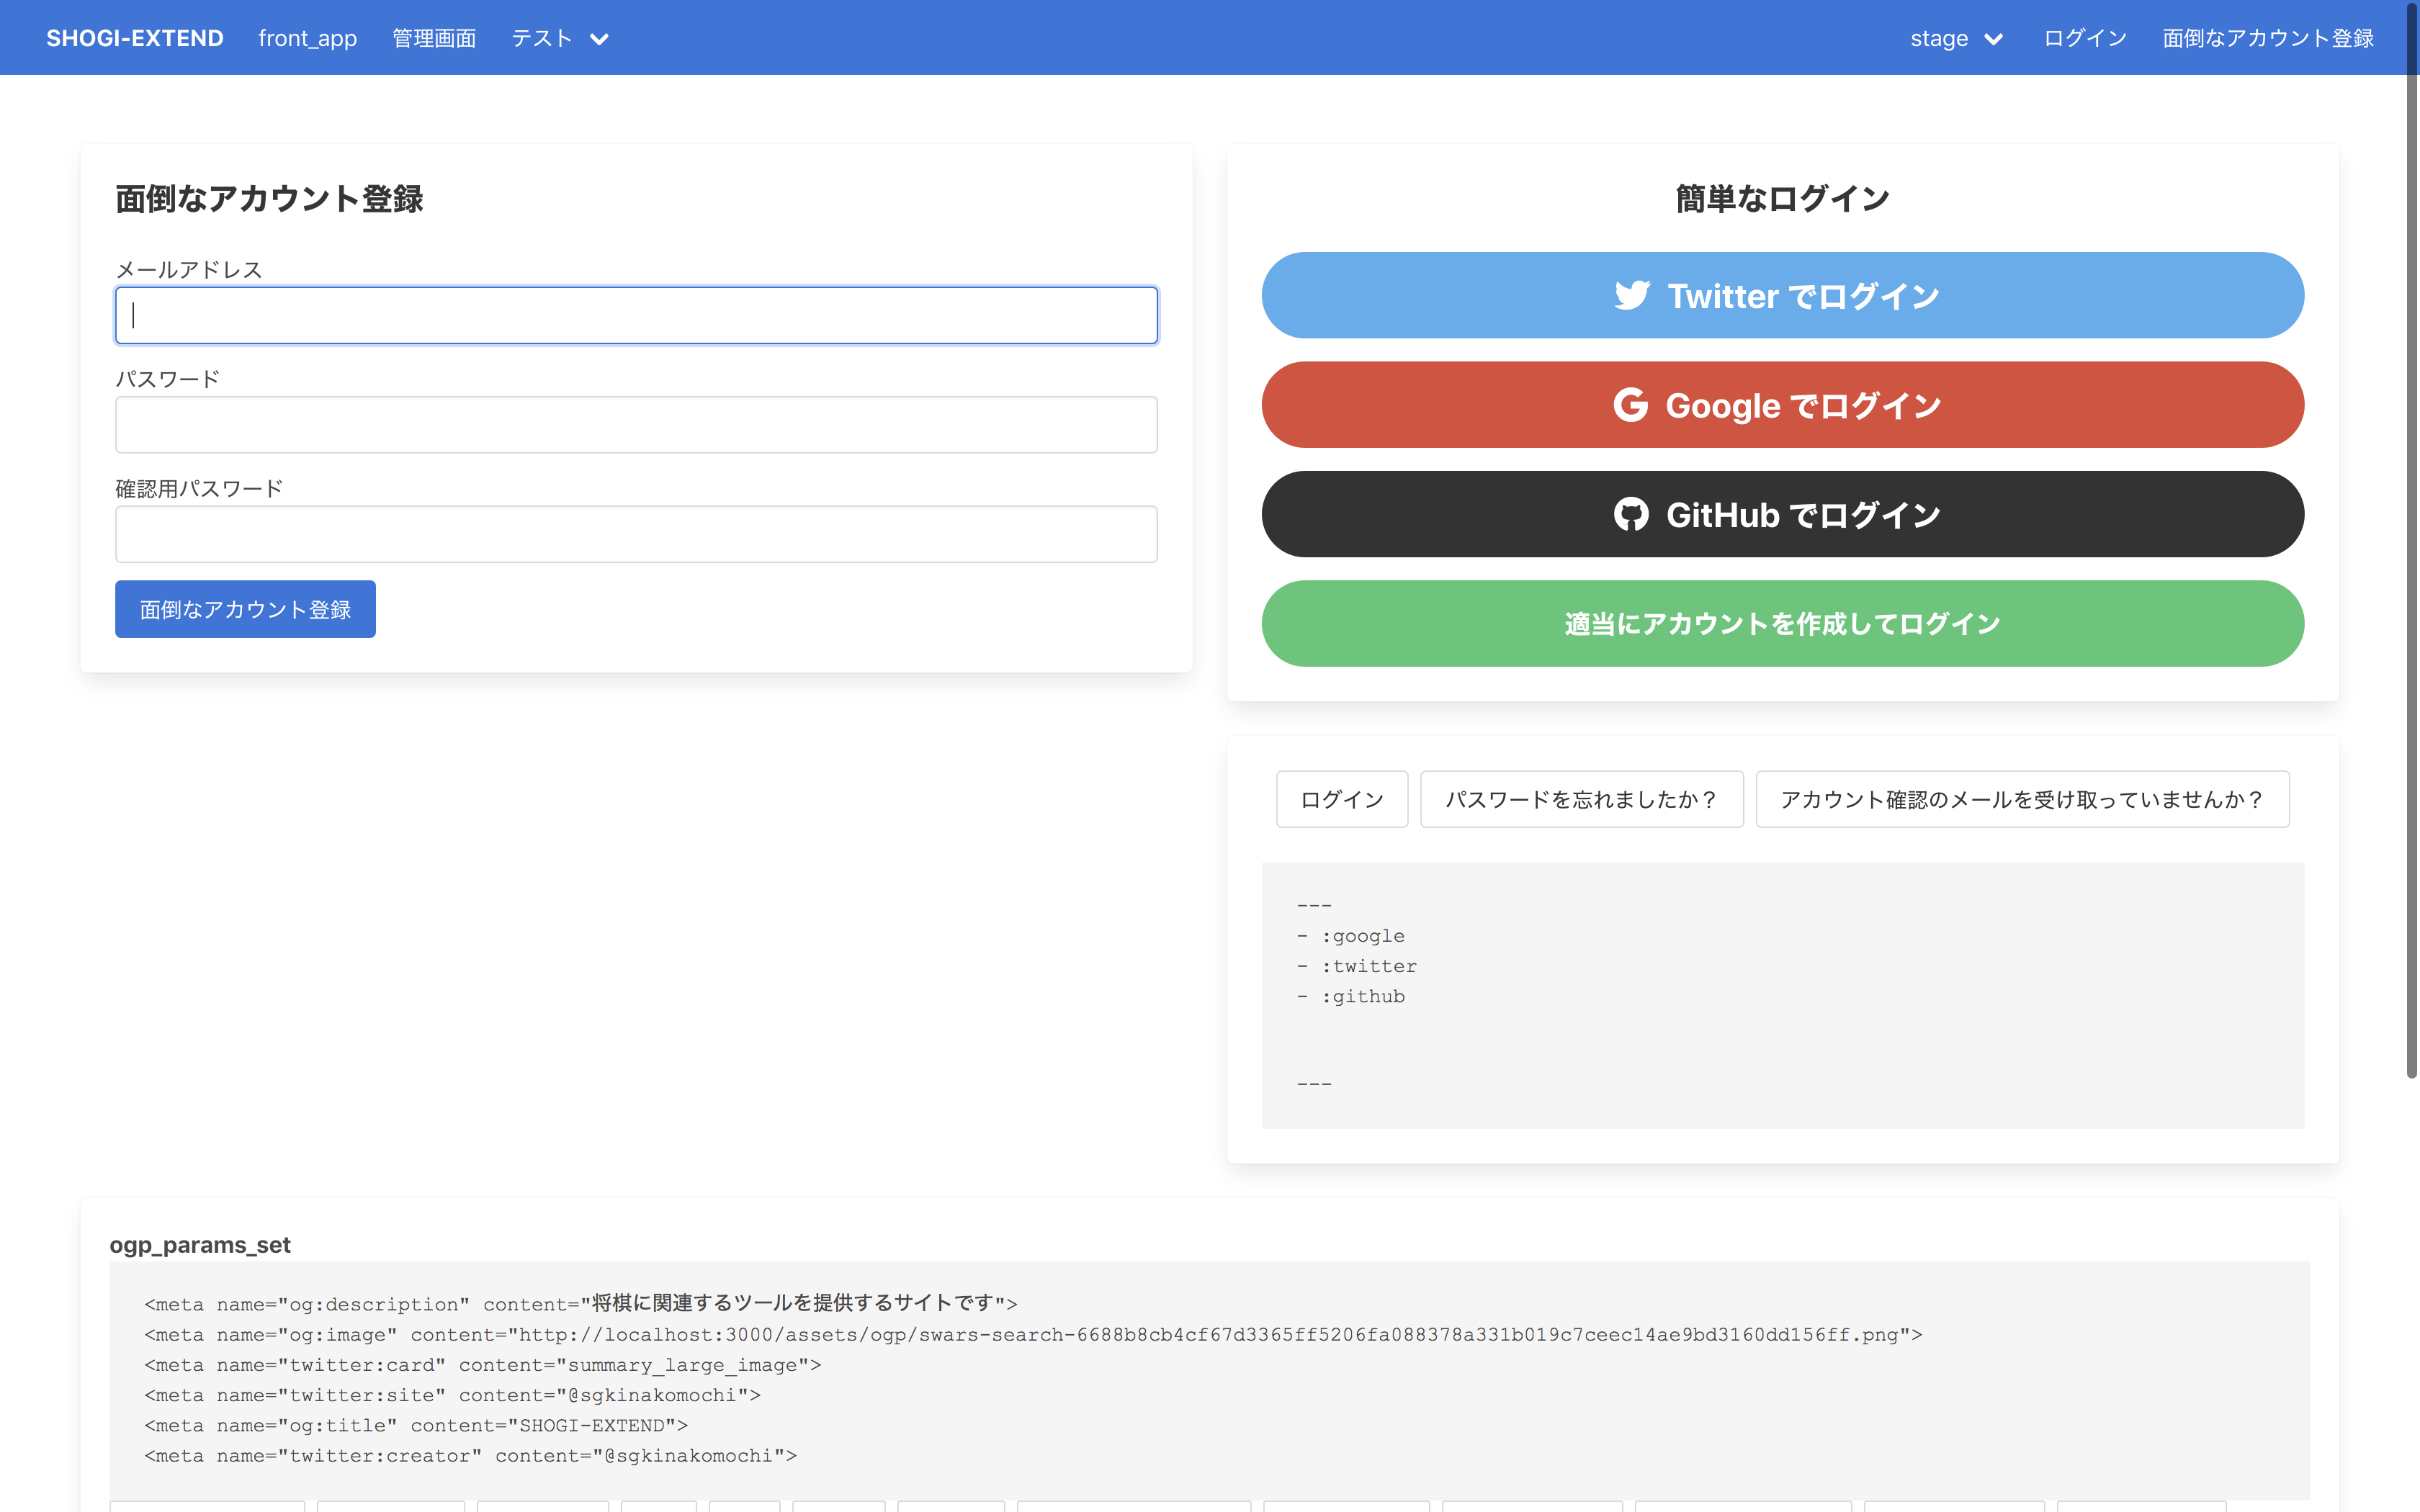 SHOGI-EXTEND front_app 管理画面 テスト stage ログイン 面倒なアカウント登録
面倒なアカウント登録
メールアドレス
パスワード
確認用パスワード
面倒なアカウント登録
簡単なログイン
Twitter でログイン
Google でログイン
GitHub でログイン
適当にアカウントを作成してログイン
ログイン パスワードを忘れましたか？ アカウント確認のメールを受け取っていませんか？
---
- :google
- :twitter
- :github
---
ogp_params_set
<meta name="og:description" content="将棋に関連するツールを提供するサイトです">
<meta name="og:image" content="http://localhost:3000/assets/ogp/swars-search-6688b8cb4cf67d3365ff5206fa088378a331b019c7ceec14ae9bd3160dd156ff.png">
<meta name="twitter:card" content="summary_large_image">
<meta name="twitter:site" content="@sgkinakomochi">
<meta name="og:title" content="SHOGI-EXTEND">
<meta name="twitter:creator" content="@sgkinakomochi">